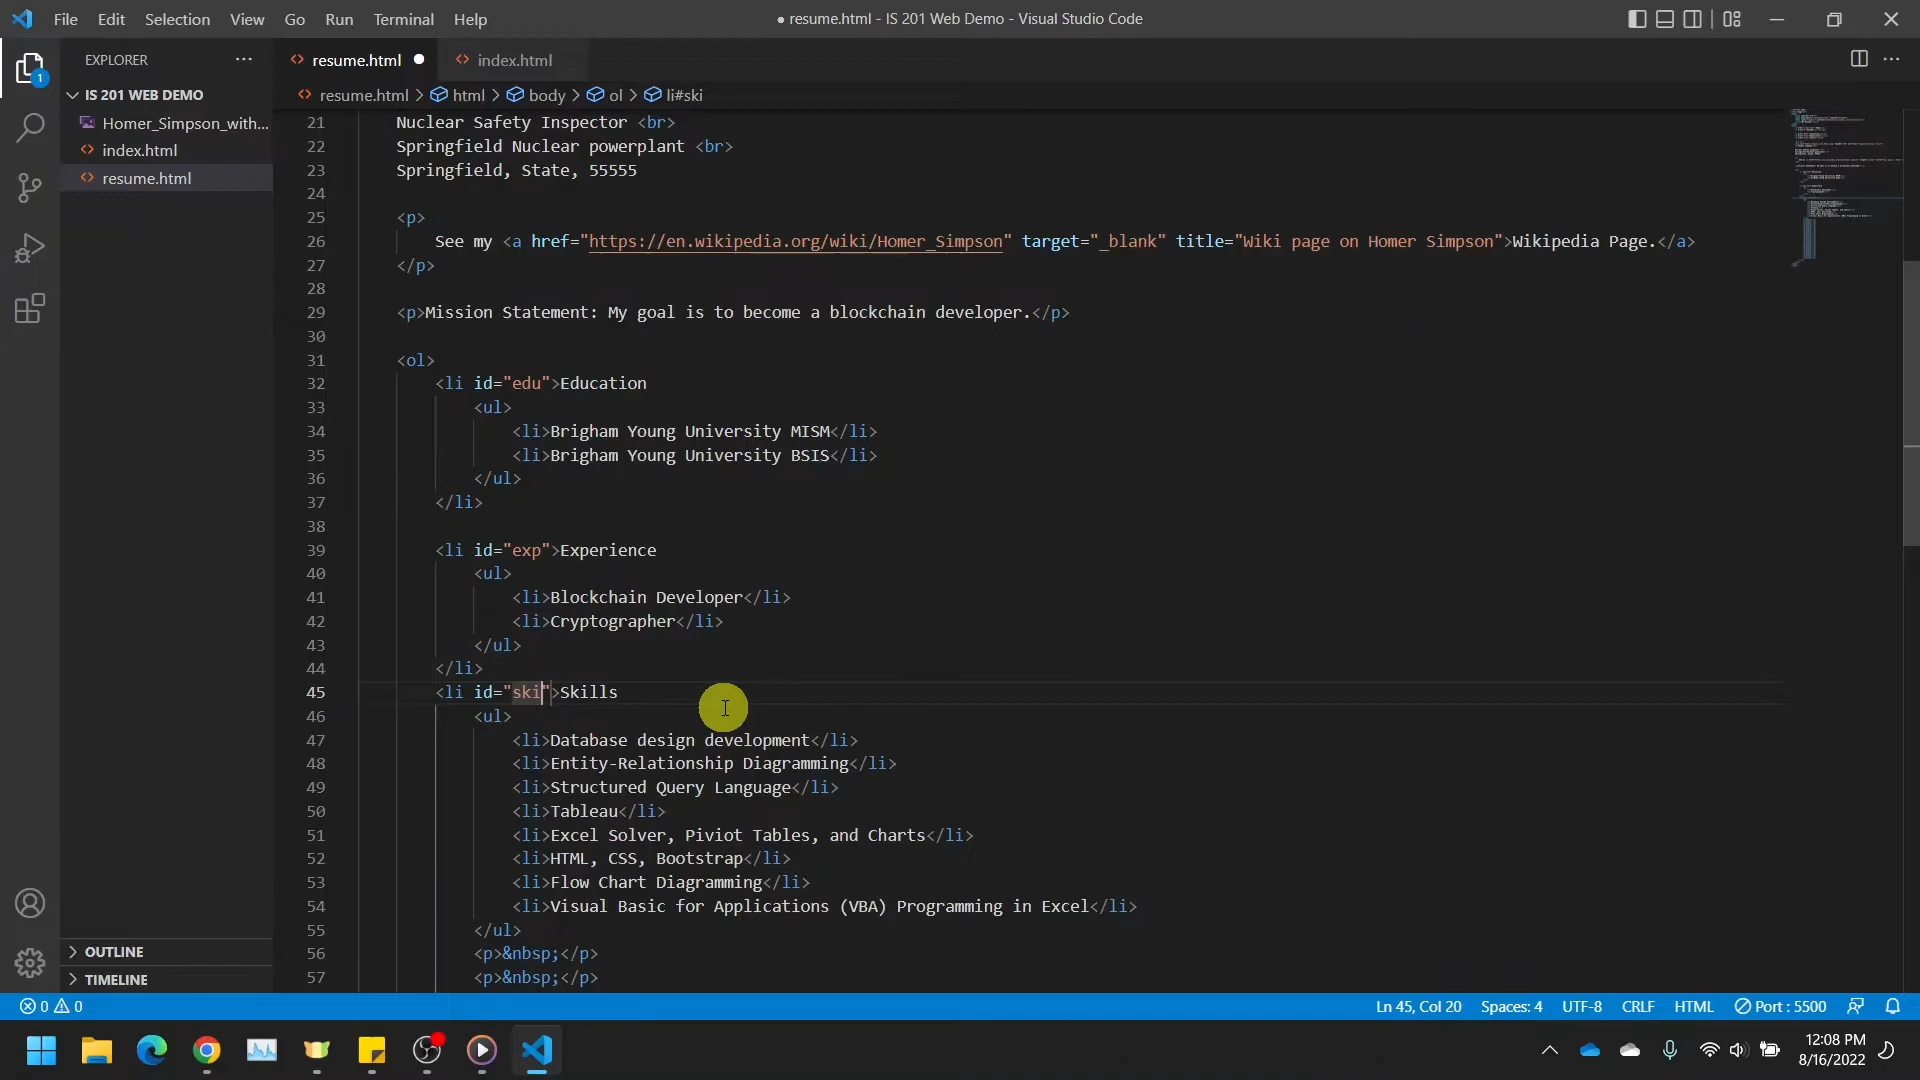 File Edit Selection View Go Run Terminal Help
● resume.html - IS 201 Web Demo - Visual Studio Code
EXPLORER
IS 201 WEB DEMO
Homer_Simpson_with...
index.html
resume.html
OUTLINE
TIMELINE
1
resume.html
index.html
resume.html > html > body > ol > li#ski
21 Nuclear Safety Inspector <br>
22 Springfield Nuclear powerplant <br>
23 Springfield, State, 55555
24
25 <p>
26 See my <a href="https://en.wikipedia.org/wiki/Homer_Simpson" target="_blank" title="Wiki page on Homer Simpson">Wikipedia Page.</a>
27 </p>
28
29 <p>Mission Statement: My goal is to become a blockchain developer.</p>
30
31 <ol>
32 <li id="edu">Education
33 <ul>
34 <li>Brigham Young University MISM</li>
35 <li>Brigham Young University BSIS</li>
36 </ul>
37 </li>
38
39 <li id="exp">Experience
40 <ul>
41 <li>Blockchain Developer</li>
42 <li>Cryptographer</li>
43 </ul>
44 </li>
45 <li id="ski">Skills
46 <ul>
47 <li>Database design development</li>
48 <li>Entity-Relationship Diagramming</li>
49 <li>Structured Query Language</li>
50 <li>Tableau</li>
51 <li>Excel Solver, Piviot Tables, and Charts</li>
52 <li>HTML, CSS, Bootstrap</li>
53 <li>Flow Chart Diagramming</li>
54 <li>Visual Basic for Applications (VBA) Programming in Excel</li>
55 </ul>
56 <p>&nbsp;</p>
57 <p>&nbsp;</p>
0 0
Ln 45, Col 20 Spaces: 4 UTF-8 CRLF HTML Port : 5500
12:08 PM
8/16/2022